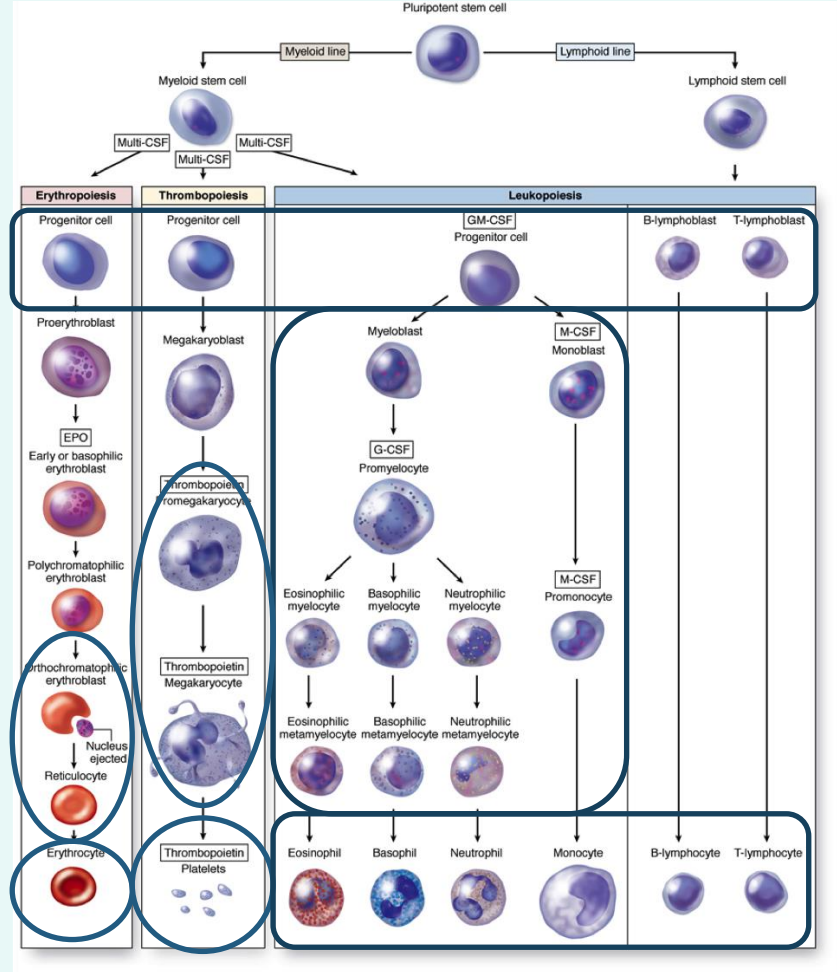 Pluripotent stem cell
Myeloid line
Lymphoid line
Myeloid stem cell
Lymphoid stem cell
Multi-CSF
Multi-CSF
Multi-CSF
Erythropoiesis
Thrombopoiesis
Leukopoiesis
Progenitor cell
Progenitor cell
GM-CSF
Progenitor cell
B-lymphoblast
T-lymphoblast
Proerythroblast
Megakaryoblast
Myeloblast
M-CSF
Monoblast
EPO
Early or basophilic
erythroblast
G-CSF
Promyelocyte
Thrombopoietin
Promegakaryocyte
Polychromatophilic
erythroblast
Eosinophilic
myelocyte
Basophilic
myelocyte
Neutrophilic
myelocyte
M-CSF
Promonocyte
Orthochromatophilic
erythroblast
Thrombopoietin
Megakaryocyte
Nucleus
ejected
Eosinophilic
metamyelocyte
Basophilic
metamyelocyte
Neutrophilic
metamyelocyte
Reticulocyte
Erythrocyte
Thrombopoietin
Platelets
Eosinophil
Basophil
Neutrophil
Monocyte
B-lymphocyte
T-lymphocyte